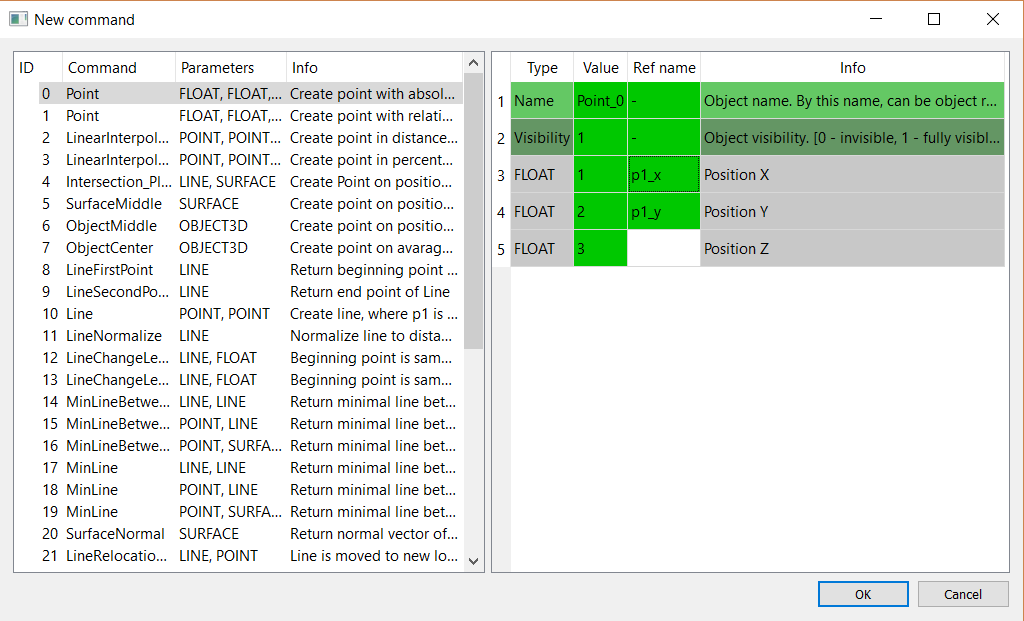 New command
ID Command Parameters Info
0 Point FLOAT, FLOAT,... Create point with absol...
1 Point FLOAT, FLOAT,... Create point with relati...
2 LinearInterpol... POINT, POINT... Create point in distance...
3 LinearInterpol... POINT, POINT... Create point in percent...
4 Intersection_Pl... LINE, SURFACE Create Point on positio...
5 SurfaceMiddle SURFACE Create point on positio...
6 ObjectMiddle OBJECT3D Create point on positio...
7 ObjectCenter OBJECT3D Create point on avarag...
8 LineFirstPoint LINE Return beginning point ...
9 LineSecondPo... LINE Return end point of Line
10 Line POINT, POINT Create line, where p1 is ...
11 LineNormalize LINE Normalize line to dista...
12 LineChangeLe... LINE, FLOAT Beginning point is sam...
13 LineChangeLe... LINE, FLOAT Beginning point is sam...
14 MinLineBetwe... LINE, LINE Return minimal line bet...
15 MinLineBetwe... POINT, LINE Return minimal line bet...
16 MinLineBetwe... POINT, SURFA... Return minimal line bet...
17 MinLine LINE, LINE Return minimal line bet...
18 MinLine POINT, LINE Return minimal line bet...
19 MinLine POINT, SURFA... Return minimal line bet...
20 SurfaceNormal SURFACE Return normal vector of...
21 LineRelocatio... LINE, POINT Line is moved to new lo...
Type Value Ref name Info
1 Name Point_0 - Object name. By this name, can be object r...
2 Visibility 1 - Object visibility. [0 - invisible, 1 - fully visibl...
3 FLOAT 1 p1_x Position X
4 FLOAT 2 p1_y Position Y
5 FLOAT 3 Position Z
OK Cancel